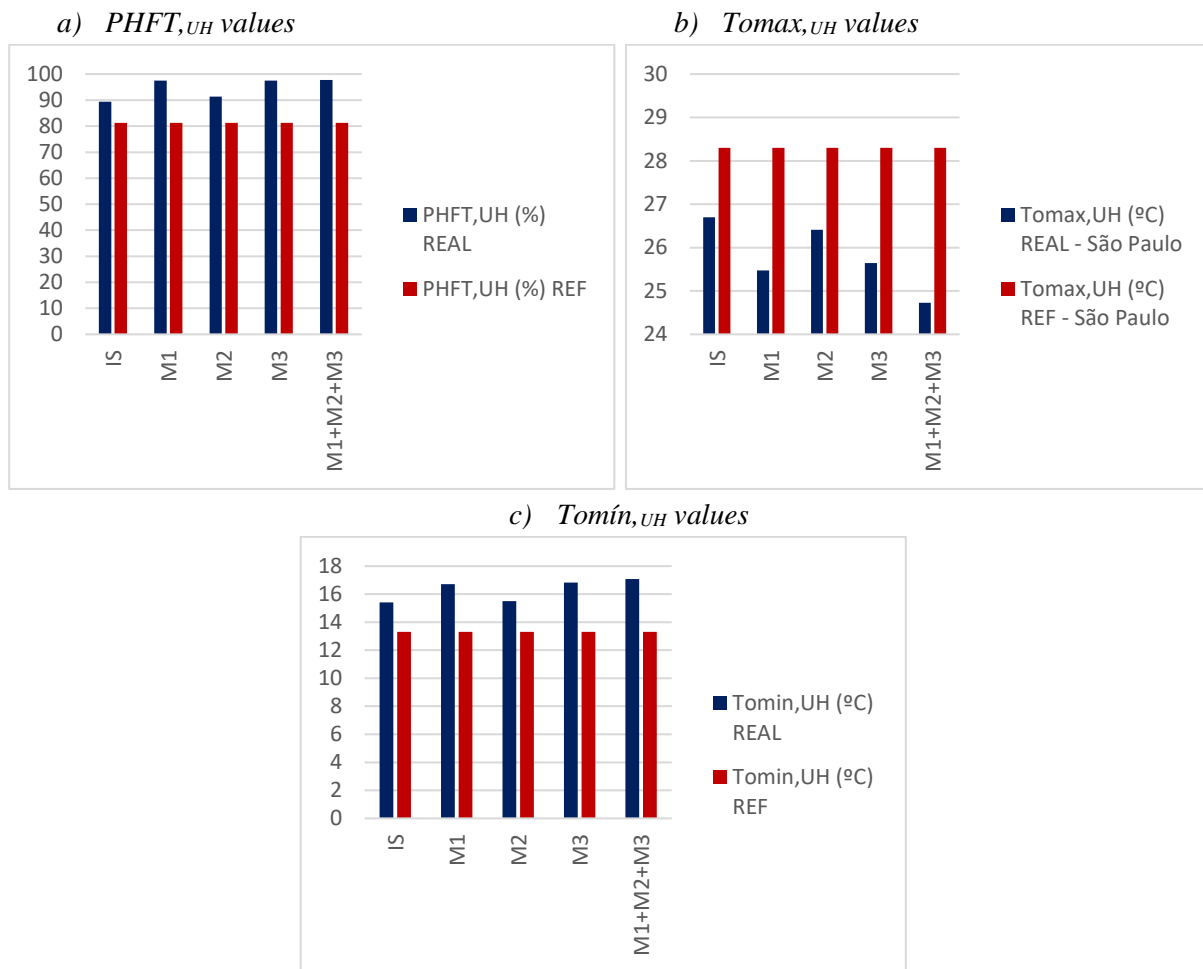 a) PHFT,UH values
100
90
80
70
60
50
40
30
20
10
0
IS
M1
M2
M3
M1+M2+M3
PHFT,UH (%)
REAL
PHFT,UH (%) REF
b) Tomax,UH values
30
29
28
27
26
25
24
IS
M1
M2
M3
M1+M2+M3
Tomax,UH (ºC)
REAL - São Paulo
Tomax,UH (ºC)
REF - São Paulo
c) Tomín,UH values
18
16
14
12
10
8
6
4
2
0
IS
M1
M2
M3
M1+M2+M3
Tomin,UH (ºC)
REAL
Tomin,UH (ºC)
REF